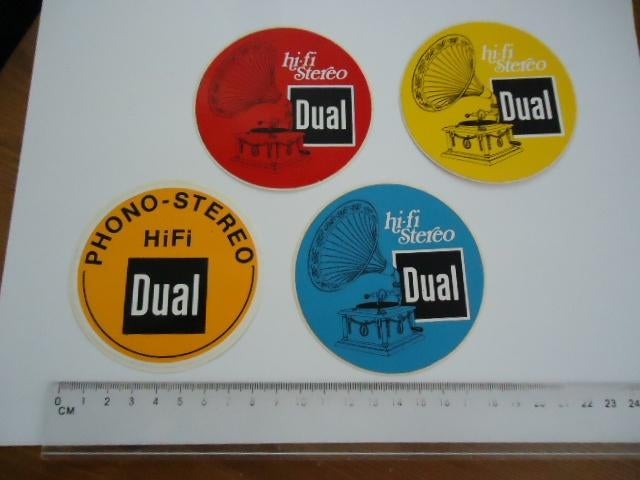 hi-fi
Stereo
Dual
hi-fi
Stereo
Dual
PHONO-STEREO
HiFi
Dual
hi-fi
Stereo
Dual
0 1 2 3 4 5 6 7 8 9 10 11 12 13 14 15 16 17 18 19 20 21 22 23 24
CM